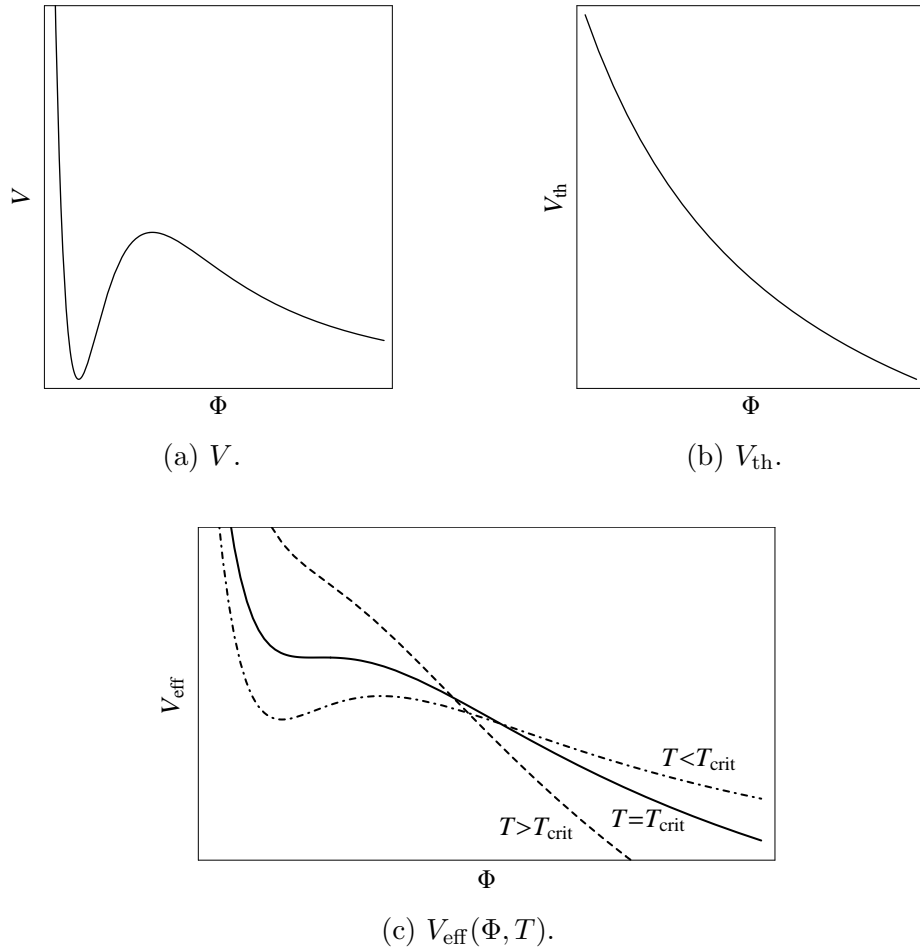 V
Φ
(a) V.
V_th
Φ
(b) V_th.
V_eff
T<T_crit
T>T_crit
T=T_crit
Φ
(c) V_eff(Φ, T).